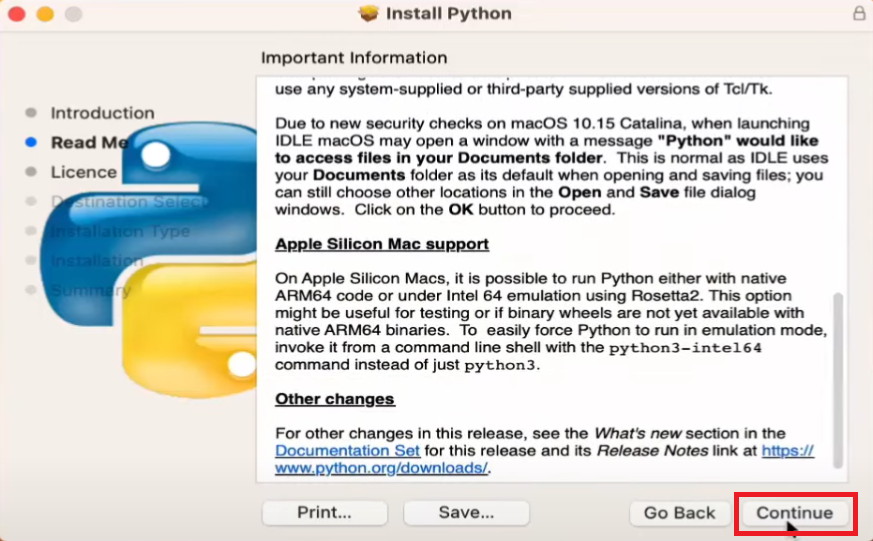 Install Python
Important Information
Introduction
Read Me
Licence
Destination Select
Installation Type
Installation
Summary
use any system-supplied or third-party supplied versions of Tcl/Tk.
Due to new security checks on macOS 10.15 Catalina, when launching
IDLE macOS may open a window with a message "Python" would like
to access files in your Documents folder. This is normal as IDLE uses
your Documents folder as its default when opening and saving files; you
can still choose other locations in the Open and Save file dialog
windows. Click on the OK button to proceed.
Apple Silicon Mac support
On Apple Silicon Macs, it is possible to run Python either with native
ARM64 code or under Intel 64 emulation using Rosetta2. This option
might be useful for testing or if binary wheels are not yet available with
native ARM64 binaries. To easily force Python to run in emulation mode,
invoke it from a command line shell with the python3-intel64
command instead of just python3.
Other changes
For other changes in this release, see the What's new section in the
Documentation Set for this release and its Release Notes link at https://
www.python.org/downloads/.
Print...
Save...
Go Back
Continue